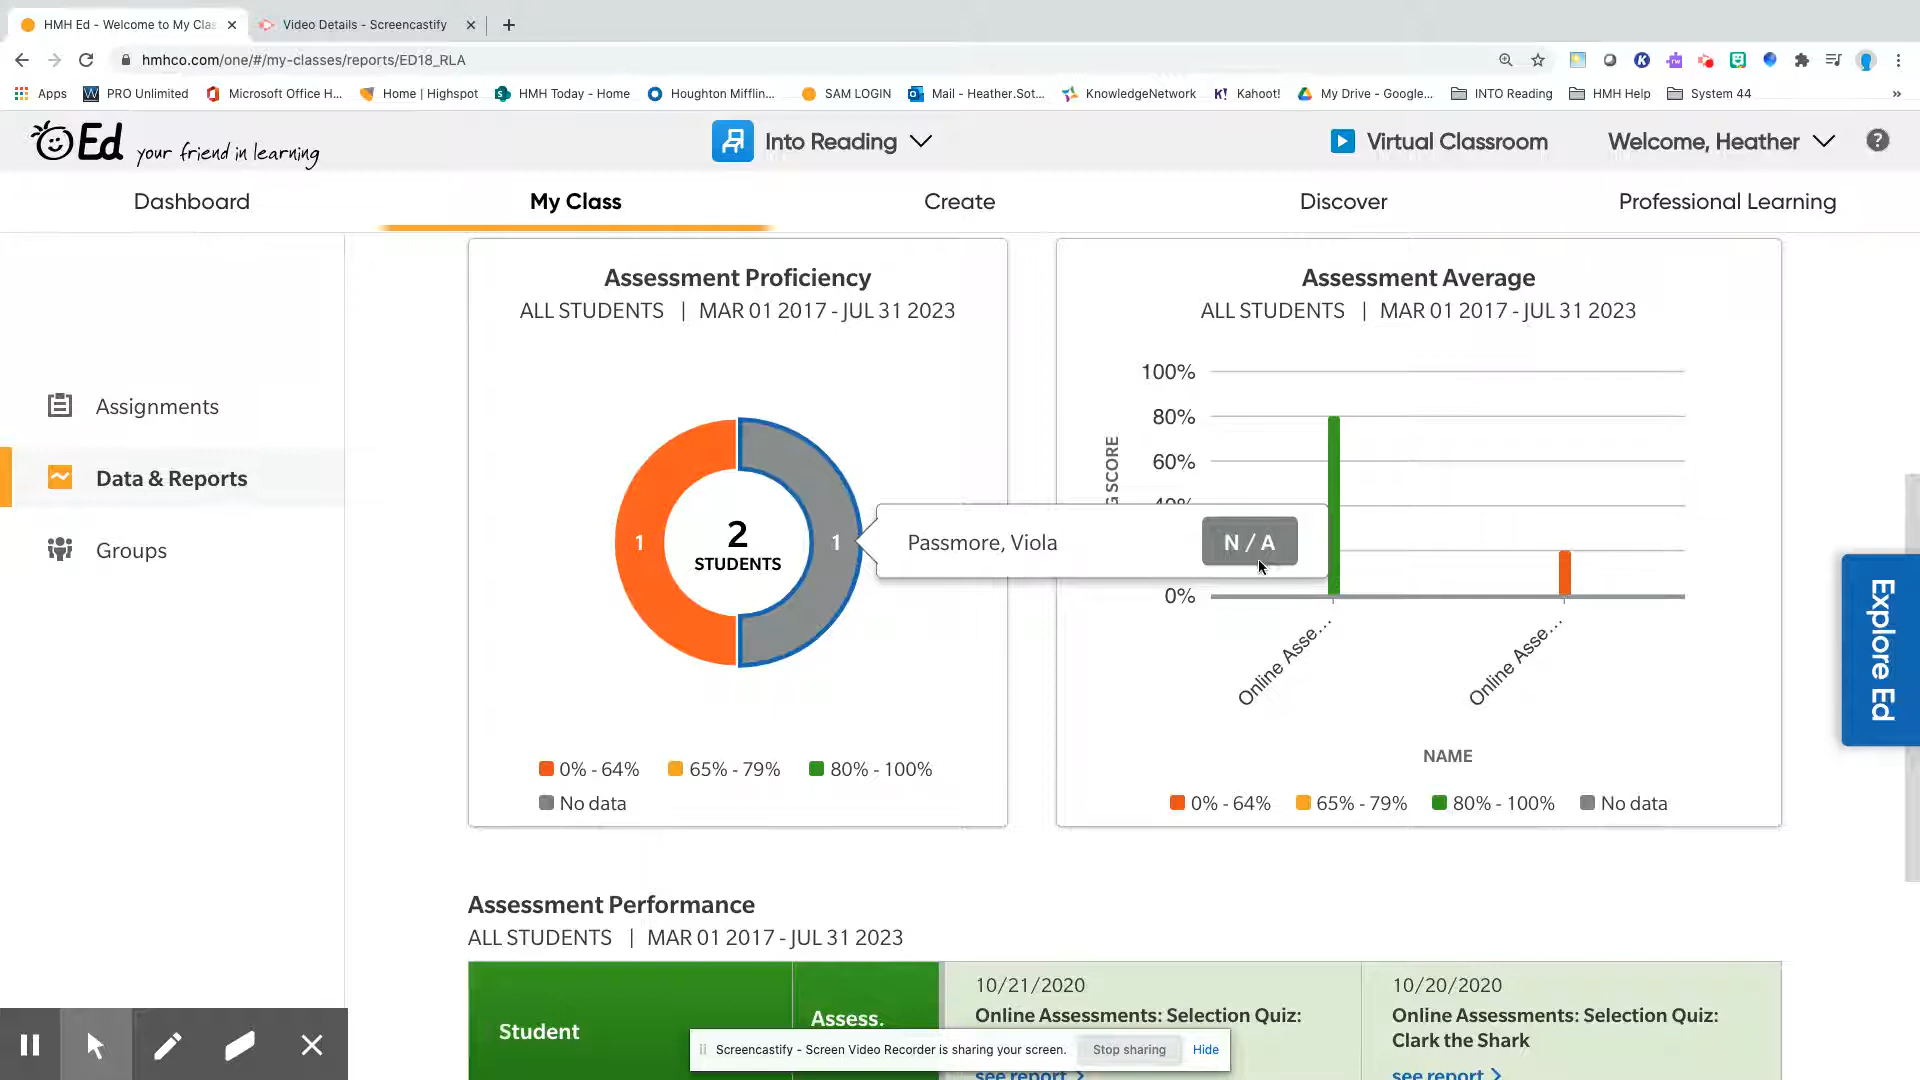 HMH Ed - Welcome to My Clas
Video Details - Screencastify
hmhco.com/one/#/my-classes/reports/ED18_RLA
Apps
PRO Unlimited
Microsoft Office H...
Home | Highspot
HMH Today - Home
Houghton Mifflin...
SAM LOGIN
Mail - Heather.Sot...
KnowledgeNetwork
K! Kahoot!
My Drive - Google...
INTO Reading
HMH Help
System 44
»
Ed your friend in learning
Into Reading
Virtual Classroom
Welcome, Heather
?
Dashboard
My Class
Create
Discover
Professional Learning
Assignments
Data & Reports
Groups
Assessment Proficiency
ALL STUDENTS | MAR 01 2017 - JUL 31 2023
1
2
STUDENTS
1
Passmore, Viola
N / A
0% - 64%
65% - 79%
80% - 100%
No data
Assessment Average
ALL STUDENTS | MAR 01 2017 - JUL 31 2023
100%
80%
60%
40%
0%
SCORE
Online Asse...
Online Asse...
NAME
0% - 64%
65% - 79%
80% - 100%
No data
Explore Ed
Assessment Performance
ALL STUDENTS | MAR 01 2017 - JUL 31 2023
Student
Assess.
10/21/2020
Online Assessments: Selection Quiz:
see report >
10/20/2020
Online Assessments: Selection Quiz:
Clark the Shark
see report >
Screencastify - Screen Video Recorder is sharing your screen.
Stop sharing
Hide